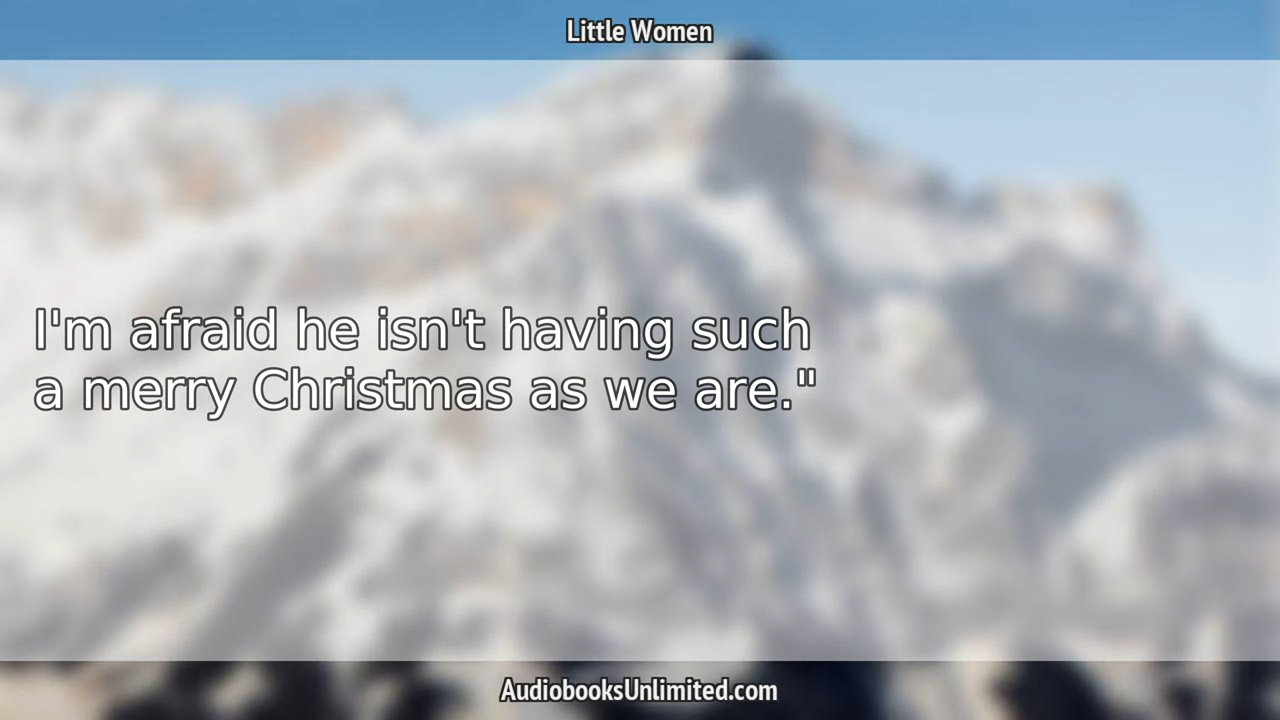 Little Women
I'm afraid he isn't having such
a merry Christmas as we are."
AudiobooksUnlimited.com